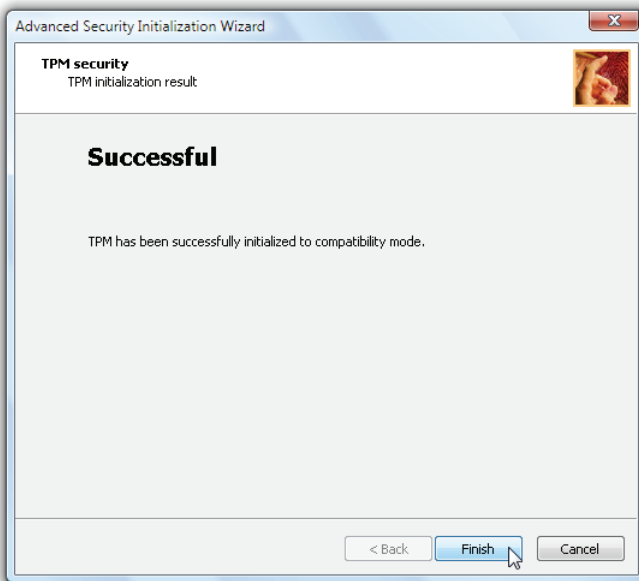 Advanced Security Initialization Wizard
TPM security
TPM initialization result
Successful
TPM has been successfully initialized to compatibility mode.
< Back Finish Cancel